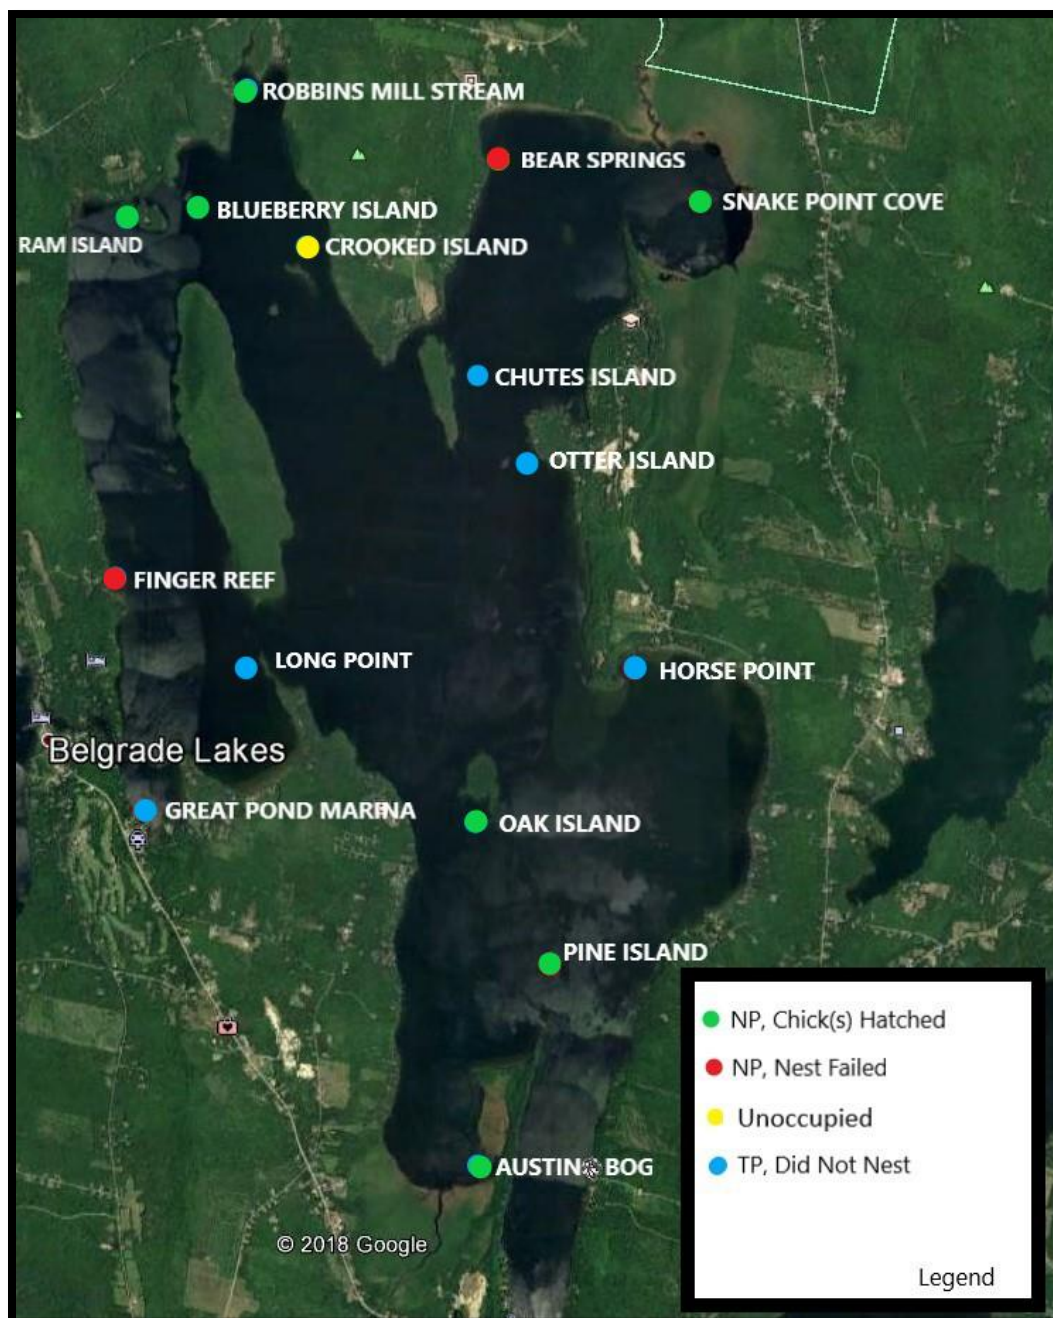 ROBBINS MILL STREAM
BEAR SPRINGS
SNAKE POINT COVE
BLUEBERRY ISLAND
RAM ISLAND
CROOKED ISLAND
CHUTES ISLAND
OTTER ISLAND
FINGER REEF
LONG POINT
HORSE POINT
Belgrade Lakes
GREAT POND MARINA
OAK ISLAND
PINE ISLAND
AUSTIN BOG
© 2018 Google
NP, Chick(s) Hatched
NP, Nest Failed
Unoccupied
TP, Did Not Nest
Legend